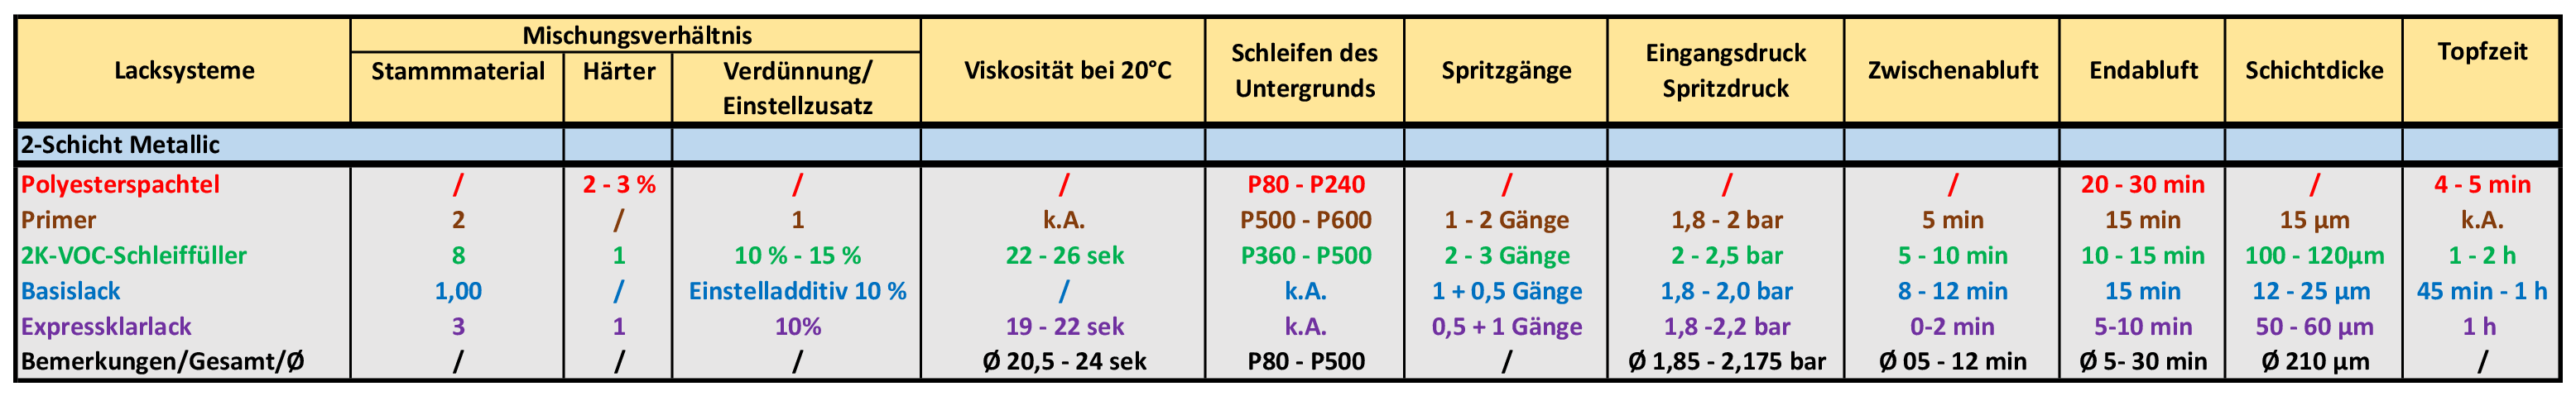 Lacksysteme Mischungsverhältnis Viskosität bei 20°C Schleifen des Untergrunds Spritzgänge Eingangsdruck Spritzdruck Zwischenabluft Endabluft Schichtdicke Topfzeit
Stammmaterial Härter Verdünnung/ Einstellzusatz
2-Schicht Metallic
Polyesterspachtel / 2 - 3 % / / P80 - P240 / / / 20 - 30 min / 4 - 5 min
Primer 2 / 1 k.A. P500 - P600 1 - 2 Gänge 1,8 - 2 bar 5 min 15 min 15 µm k.A.
2K-VOC-Schleiffüller 8 1 10 % - 15 % 22 - 26 sek P360 - P500 2 - 3 Gänge 2 - 2,5 bar 5 - 10 min 10 - 15 min 100 - 120µm 1 - 2 h
Basislack 1,00 / Einstelladditiv 10 % / k.A. 1 + 0,5 Gänge 1,8 - 2,0 bar 8 - 12 min 15 min 12 - 25 µm 45 min - 1 h
Expressklarlack 3 1 10% 19 - 22 sek k.A. 0,5 + 1 Gänge 1,8 -2,2 bar 0-2 min 5-10 min 50 - 60 µm 1 h
Bemerkungen/Gesamt/Ø / / / Ø 20,5 - 24 sek P80 - P500 / Ø 1,85 - 2,175 bar Ø 05 - 12 min Ø 5- 30 min Ø 210 µm /